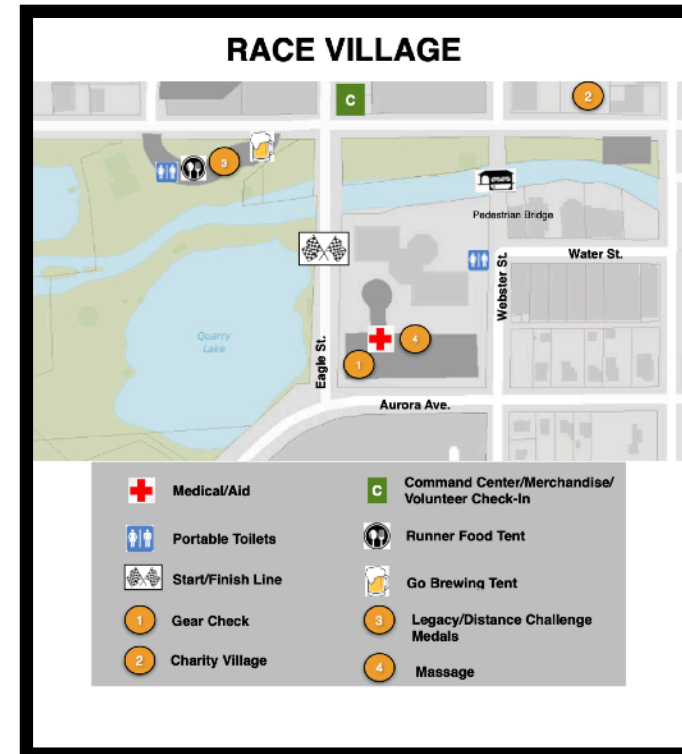 RACE VILLAGE
C
2
3
Pedestrian Bridge
Water St.
Webster St.
Quarry
Lake
Eagle St.
4
1
Aurora Ave.
Medical/Aid
C
Command Center/Merchandise/
Volunteer Check-In
Portable Toilets
Runner Food Tent
Start/Finish Line
Go Brewing Tent
1
Gear Check
3
Legacy/Distance Challenge
Medals
2
Charity Village
4
Massage